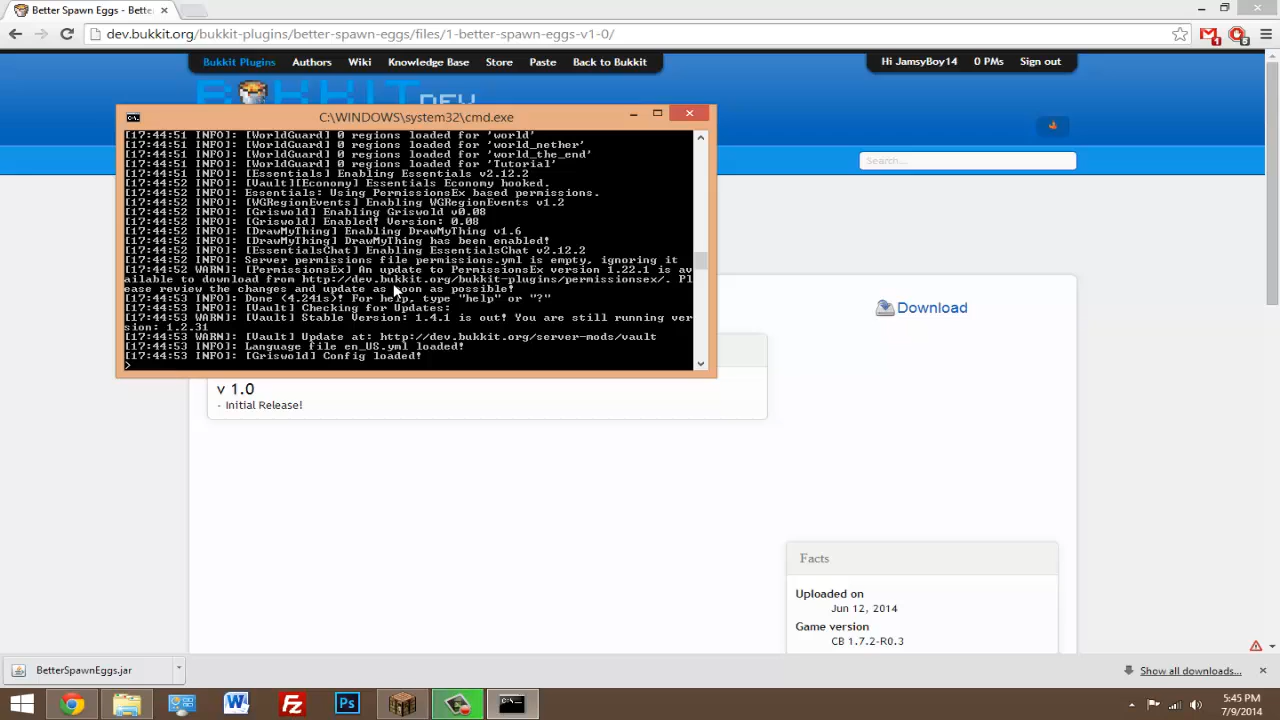 Better Spawn Eggs - Bette
dev.bukkit.org/bukkit-plugins/better-spawn-eggs/files/1-better-spawn-eggs-v1-0/
Bukkit Plugins Authors Wiki Knowledge Base Store Paste Back to Bukkit
Hi JamsyBoy14 0 PMs Sign out
BUKKIT DEV
Search...
C:\WINDOWS\system32\cmd.exe
[17:44:51 INFO]: [WorldGuard] 0 regions loaded for 'world'
[17:44:51 INFO]: [WorldGuard] 0 regions loaded for 'world_nether'
[17:44:51 INFO]: [WorldGuard] 0 regions loaded for 'world_the_end'
[17:44:51 INFO]: [WorldGuard] 0 regions loaded for 'Tutorial'
[17:44:51 INFO]: [Essentials] Enabling Essentials v2.12.2
[17:44:52 INFO]: [Vault][Economy] Essentials Economy hooked.
[17:44:52 INFO]: Essentials: Using PermissionsEx based permissions.
[17:44:52 INFO]: [WGRegionEvents] Enabling WGRegionEvents v1.2
[17:44:52 INFO]: [Griswold] Enabling Griswold v0.08
[17:44:52 INFO]: [Griswold] Enabled! Version: 0.08
[17:44:52 INFO]: [DrawMyThing] Enabling DrawMyThing v1.6
[17:44:52 INFO]: [DrawMyThing] DrawMyThing has been enabled!
[17:44:52 INFO]: [EssentialsChat] Enabling EssentialsChat v2.12.2
[17:44:52 INFO]: Server permissions file permissions.yml is empty, ignoring it
[17:44:52 WARN]: [PermissionsEx] An update to PermissionsEx version 1.22.1 is av
ailable to download from http://dev.bukkit.org/bukkit-plugins/permissionsex/. Pl
ease review the changes and update as soon as possible!
[17:44:53 INFO]: Done (4.241s)! For help, type "help" or "?"
[17:44:53 INFO]: [Vault] Checking for Updates:
[17:44:53 WARN]: [Vault] Stable Version: 1.4.1 is out! You are still running ver
sion: 1.2.31
[17:44:53 WARN]: [Vault] Update at: http://dev.bukkit.org/server-mods/vault
[17:44:53 INFO]: Language file en_US.yml loaded!
[17:44:53 INFO]: [Griswold] Config loaded!
>
Download
v 1.0
- Initial Release!
Facts
Uploaded on
Jun 12, 2014
Game version
CB 1.7.2-R0.3
BetterSpawnEggs.jar
Show all downloads...
5:45 PM
7/9/2014